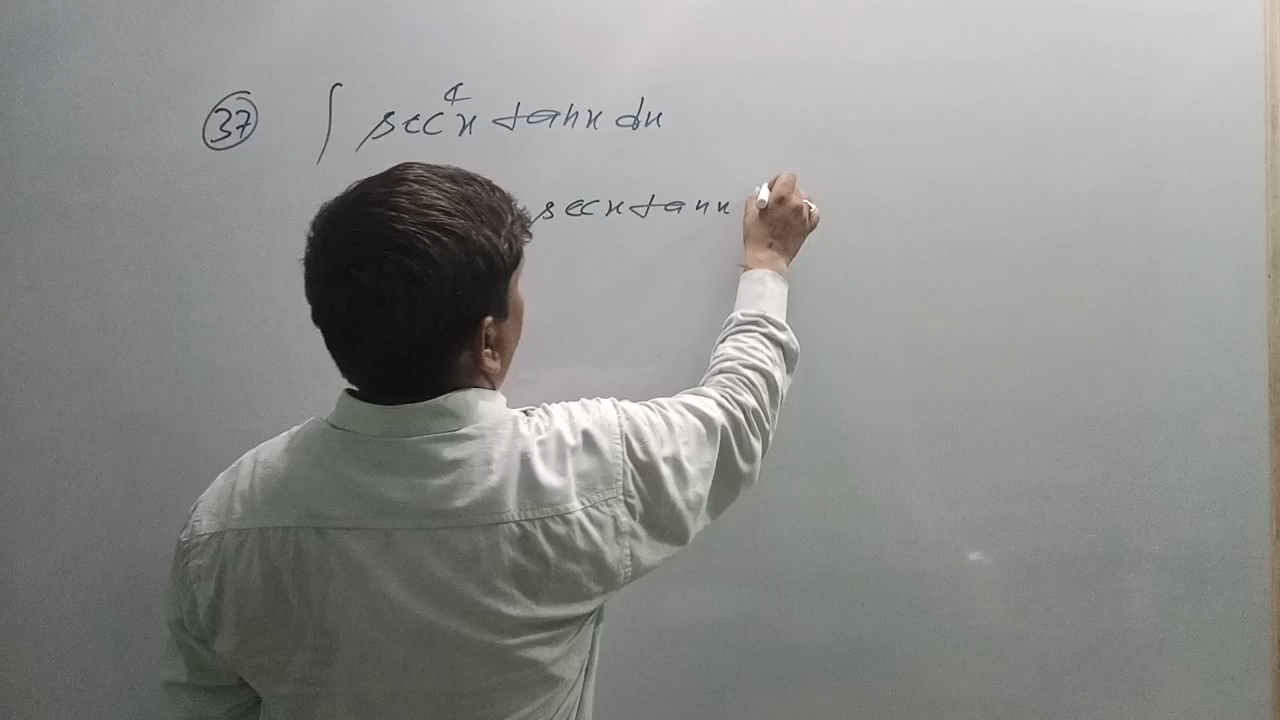 37 ∫ sec⁴x tanx dx
secx tanx